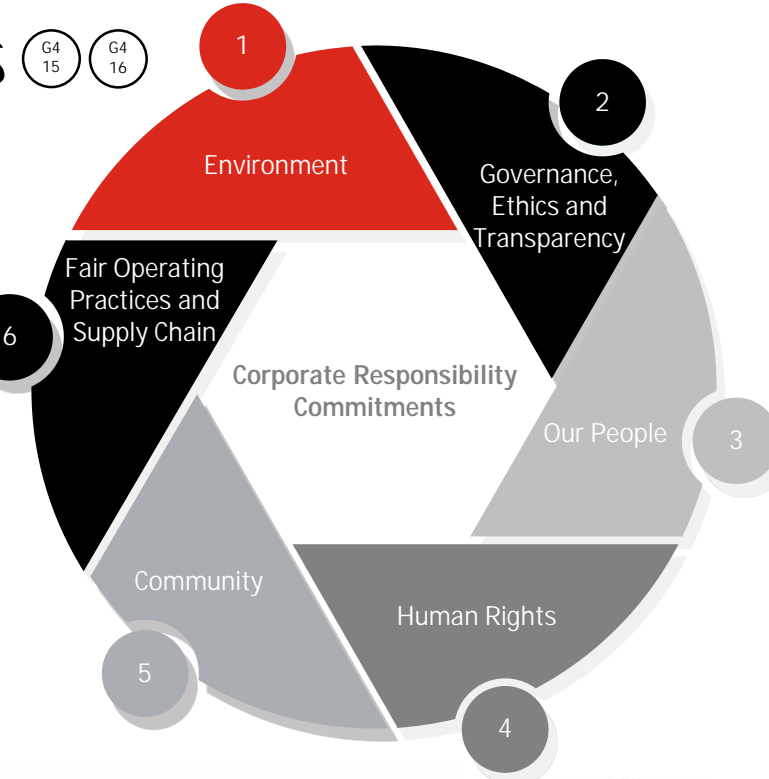 G4
15
G4
16
1
Environment
2
Governance,
Ethics and
Transparency
3
Our People
4
Human Rights
5
Community
6
Fair Operating
Practices and
Supply Chain
Corporate Responsibility
Commitments